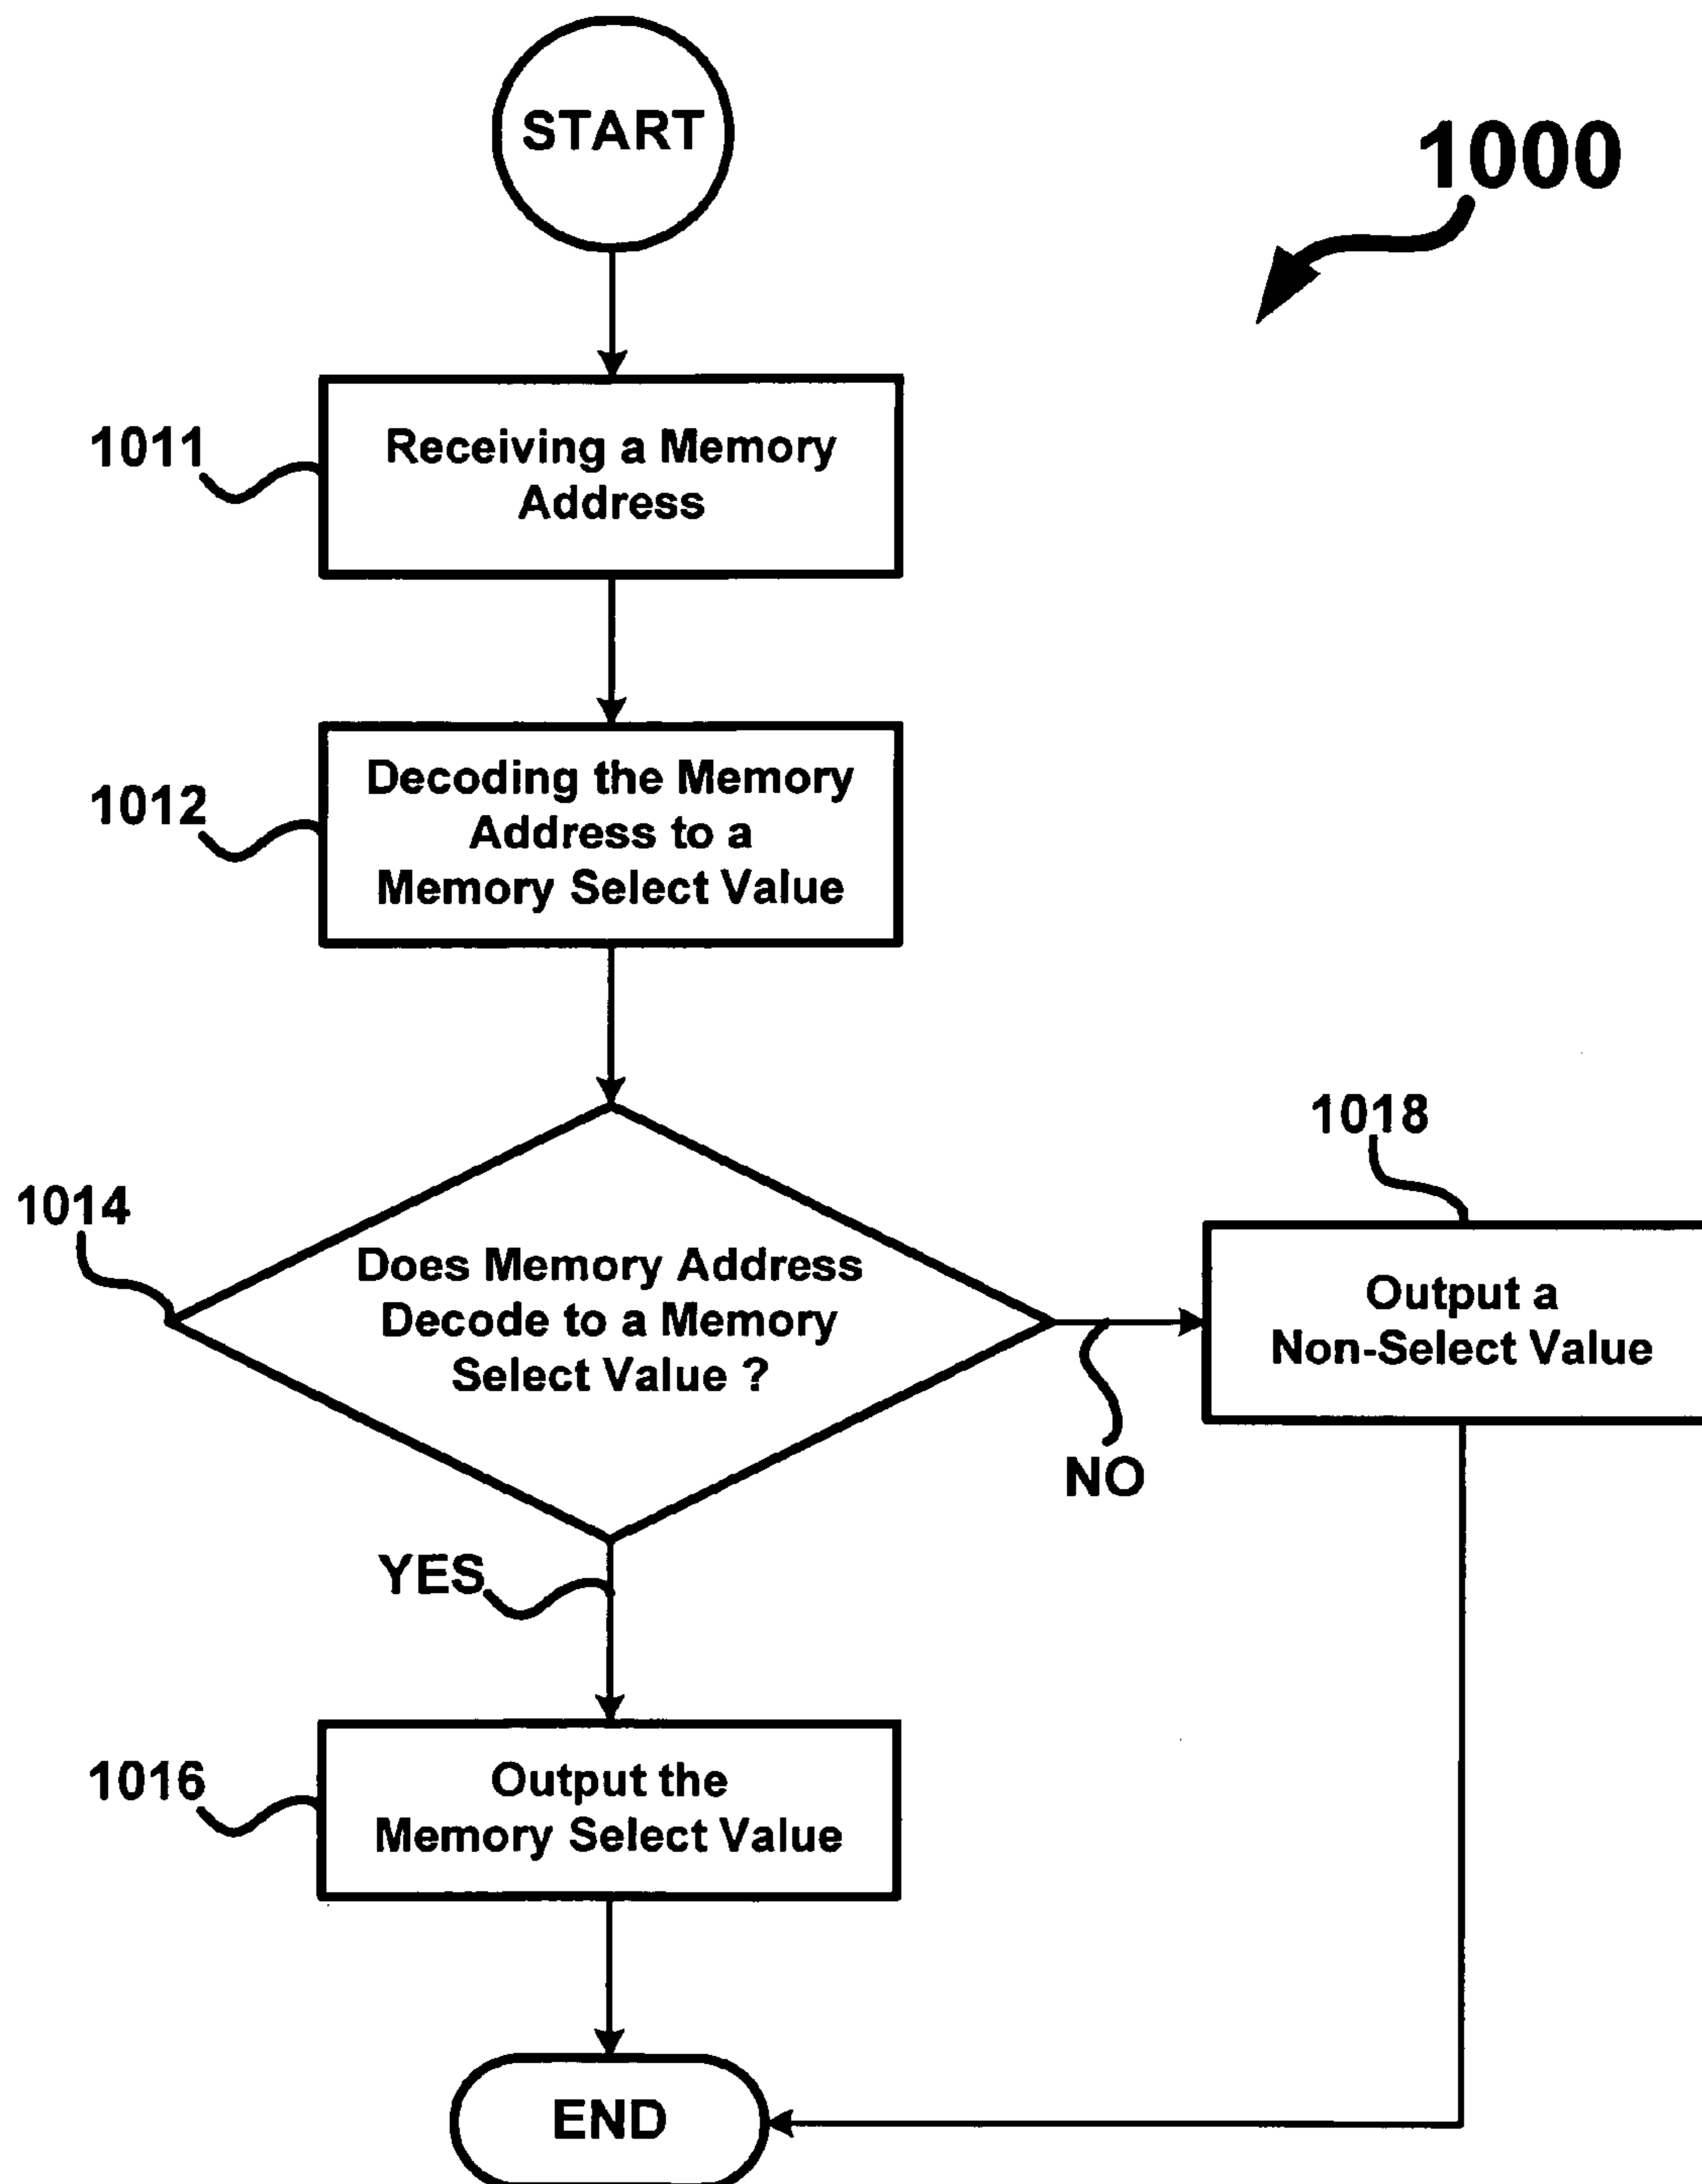 START
1000
1011
Receiving a Memory
Address
1012
Decoding the Memory
Address to a
Memory Select Value
1014
Does Memory Address
Decode to a Memory
Select Value ?
1018
Output a
Non-Select Value
NO
YES
1016
Output the
Memory Select Value
END